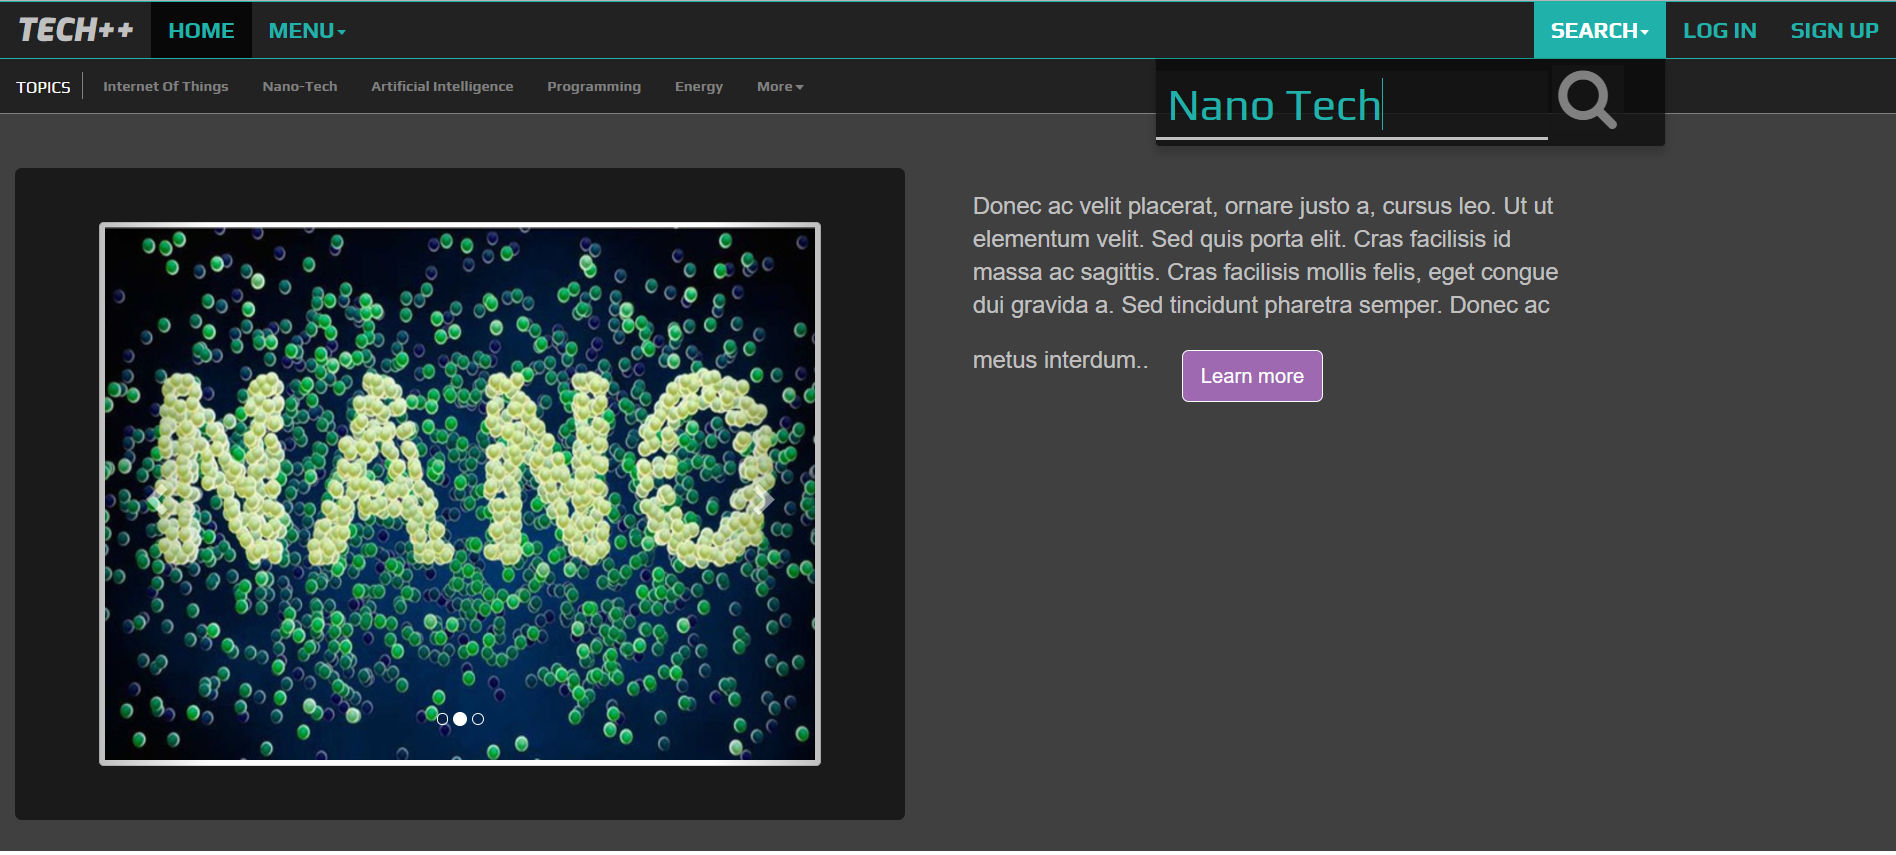 TECH++ HOME MENU SEARCH LOG IN SIGN UP
TOPICS Internet Of Things Nano-Tech Artificial Intelligence Programming Energy More
Nano Tech
NANO
Donec ac velit placerat, ornare justo a, cursus leo. Ut ut
elementum velit. Sed quis porta elit. Cras facilisis id
massa ac sagittis. Cras facilisis mollis felis, eget congue
dui gravida a. Sed tincidunt pharetra semper. Donec ac
metus interdum.. Learn more